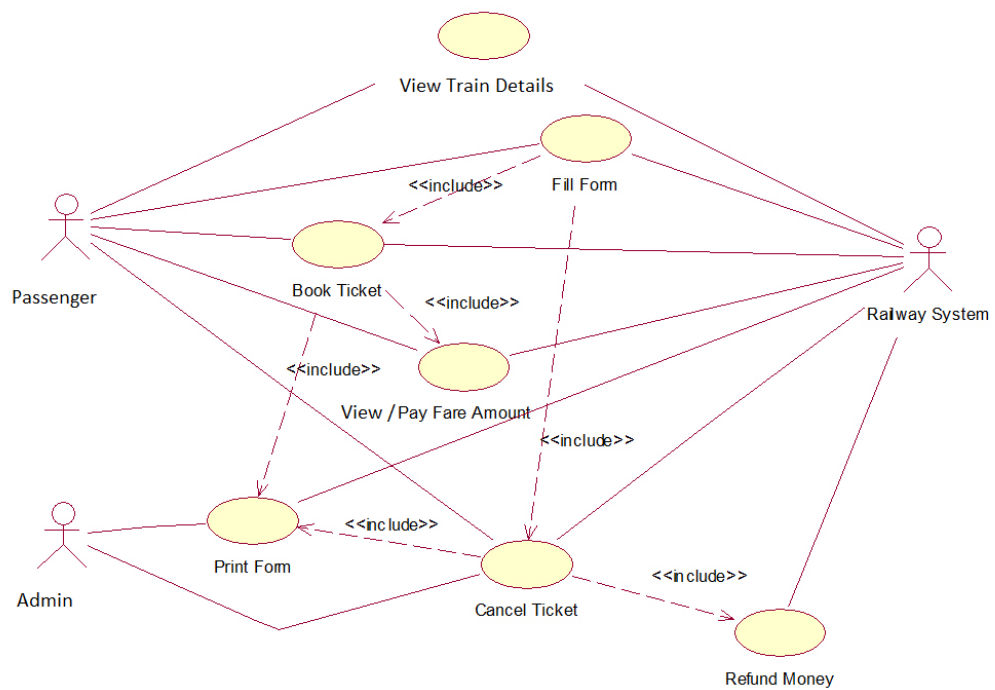 View Train Details
<<include>>
Fill Form
Passenger
Book Ticket
<<include>>
Railway System
<<include>>
View /Pay Fare Amount
<<include>>
<<include>>
Print Form
Admin
Cancel Ticket
<<include>>
Refund Money